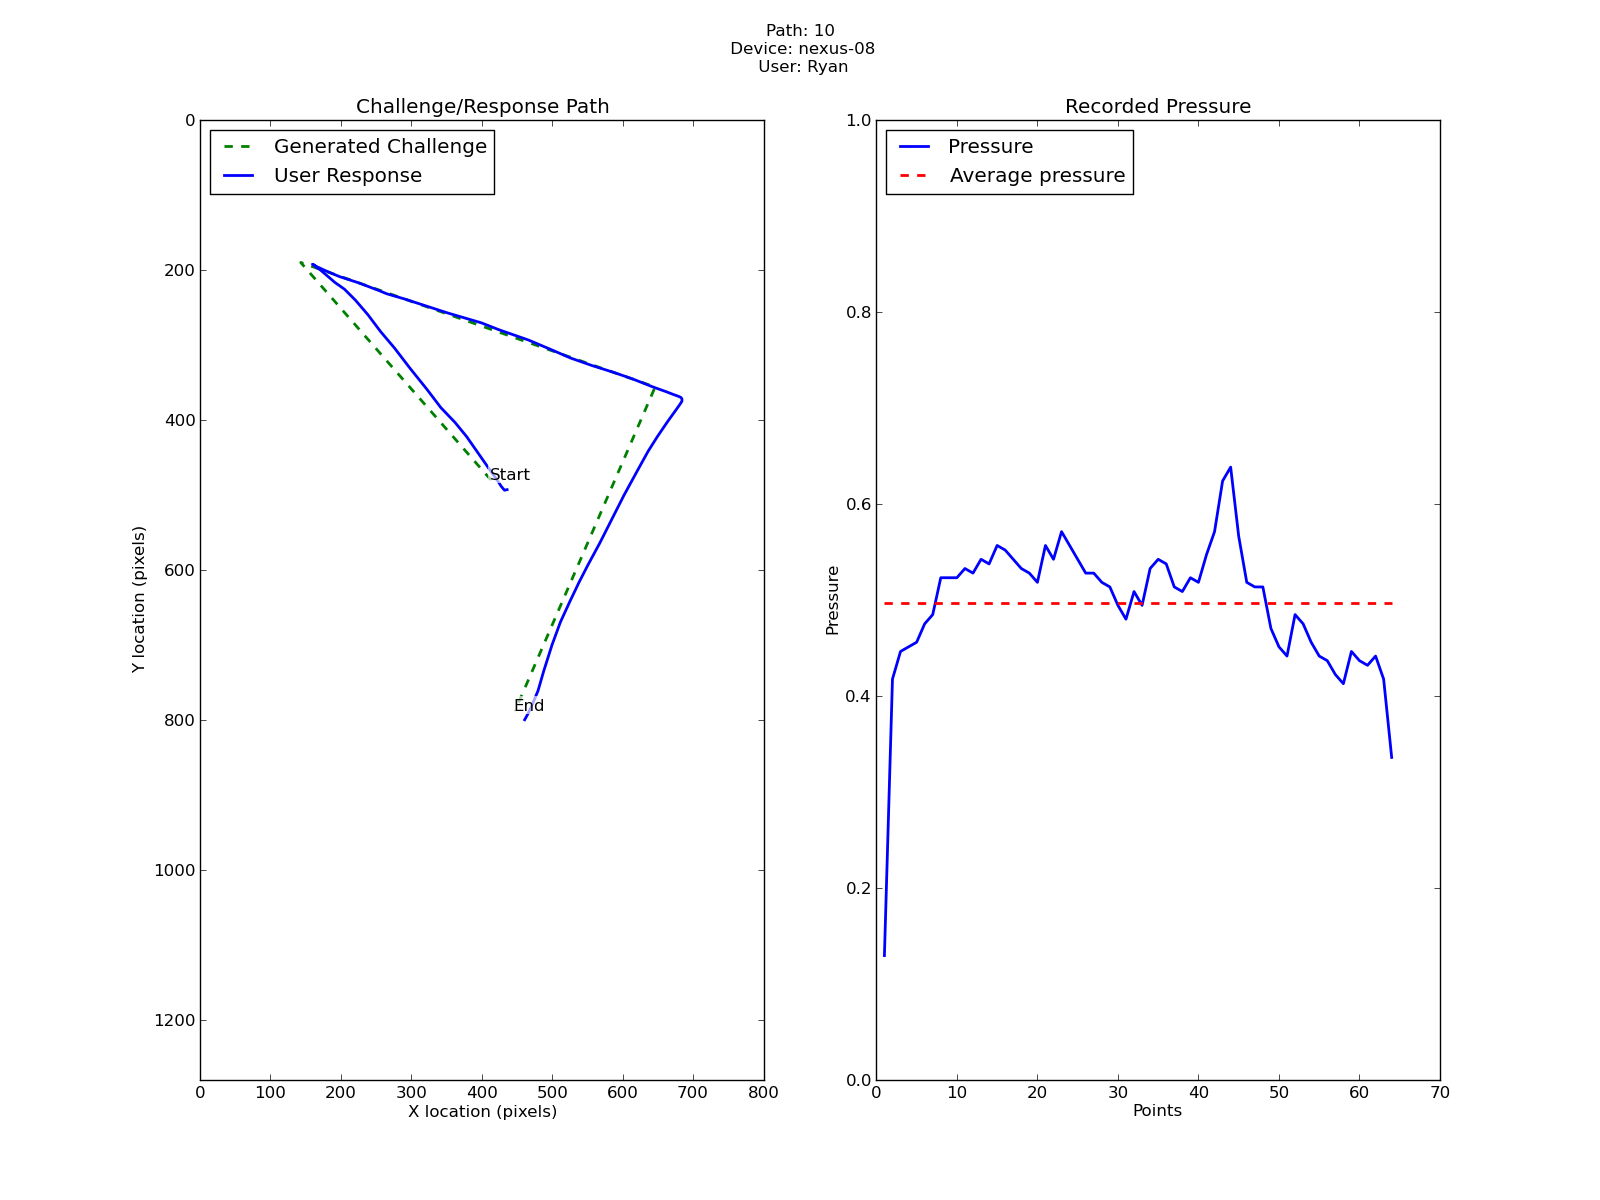 Path: 10
Device: nexus-08
User: Ryan
Challenge/Response Path
Generated Challenge
User Response
Start
End
0
200
400
600
800
1000
1200
Y location (pixels)
0 100 200 300 400 500 600 700 800
X location (pixels)
Recorded Pressure
Pressure
Average pressure
1.0
0.8
0.6
0.4
0.2
0.0
Pressure
0 10 20 30 40 50 60 70
Points